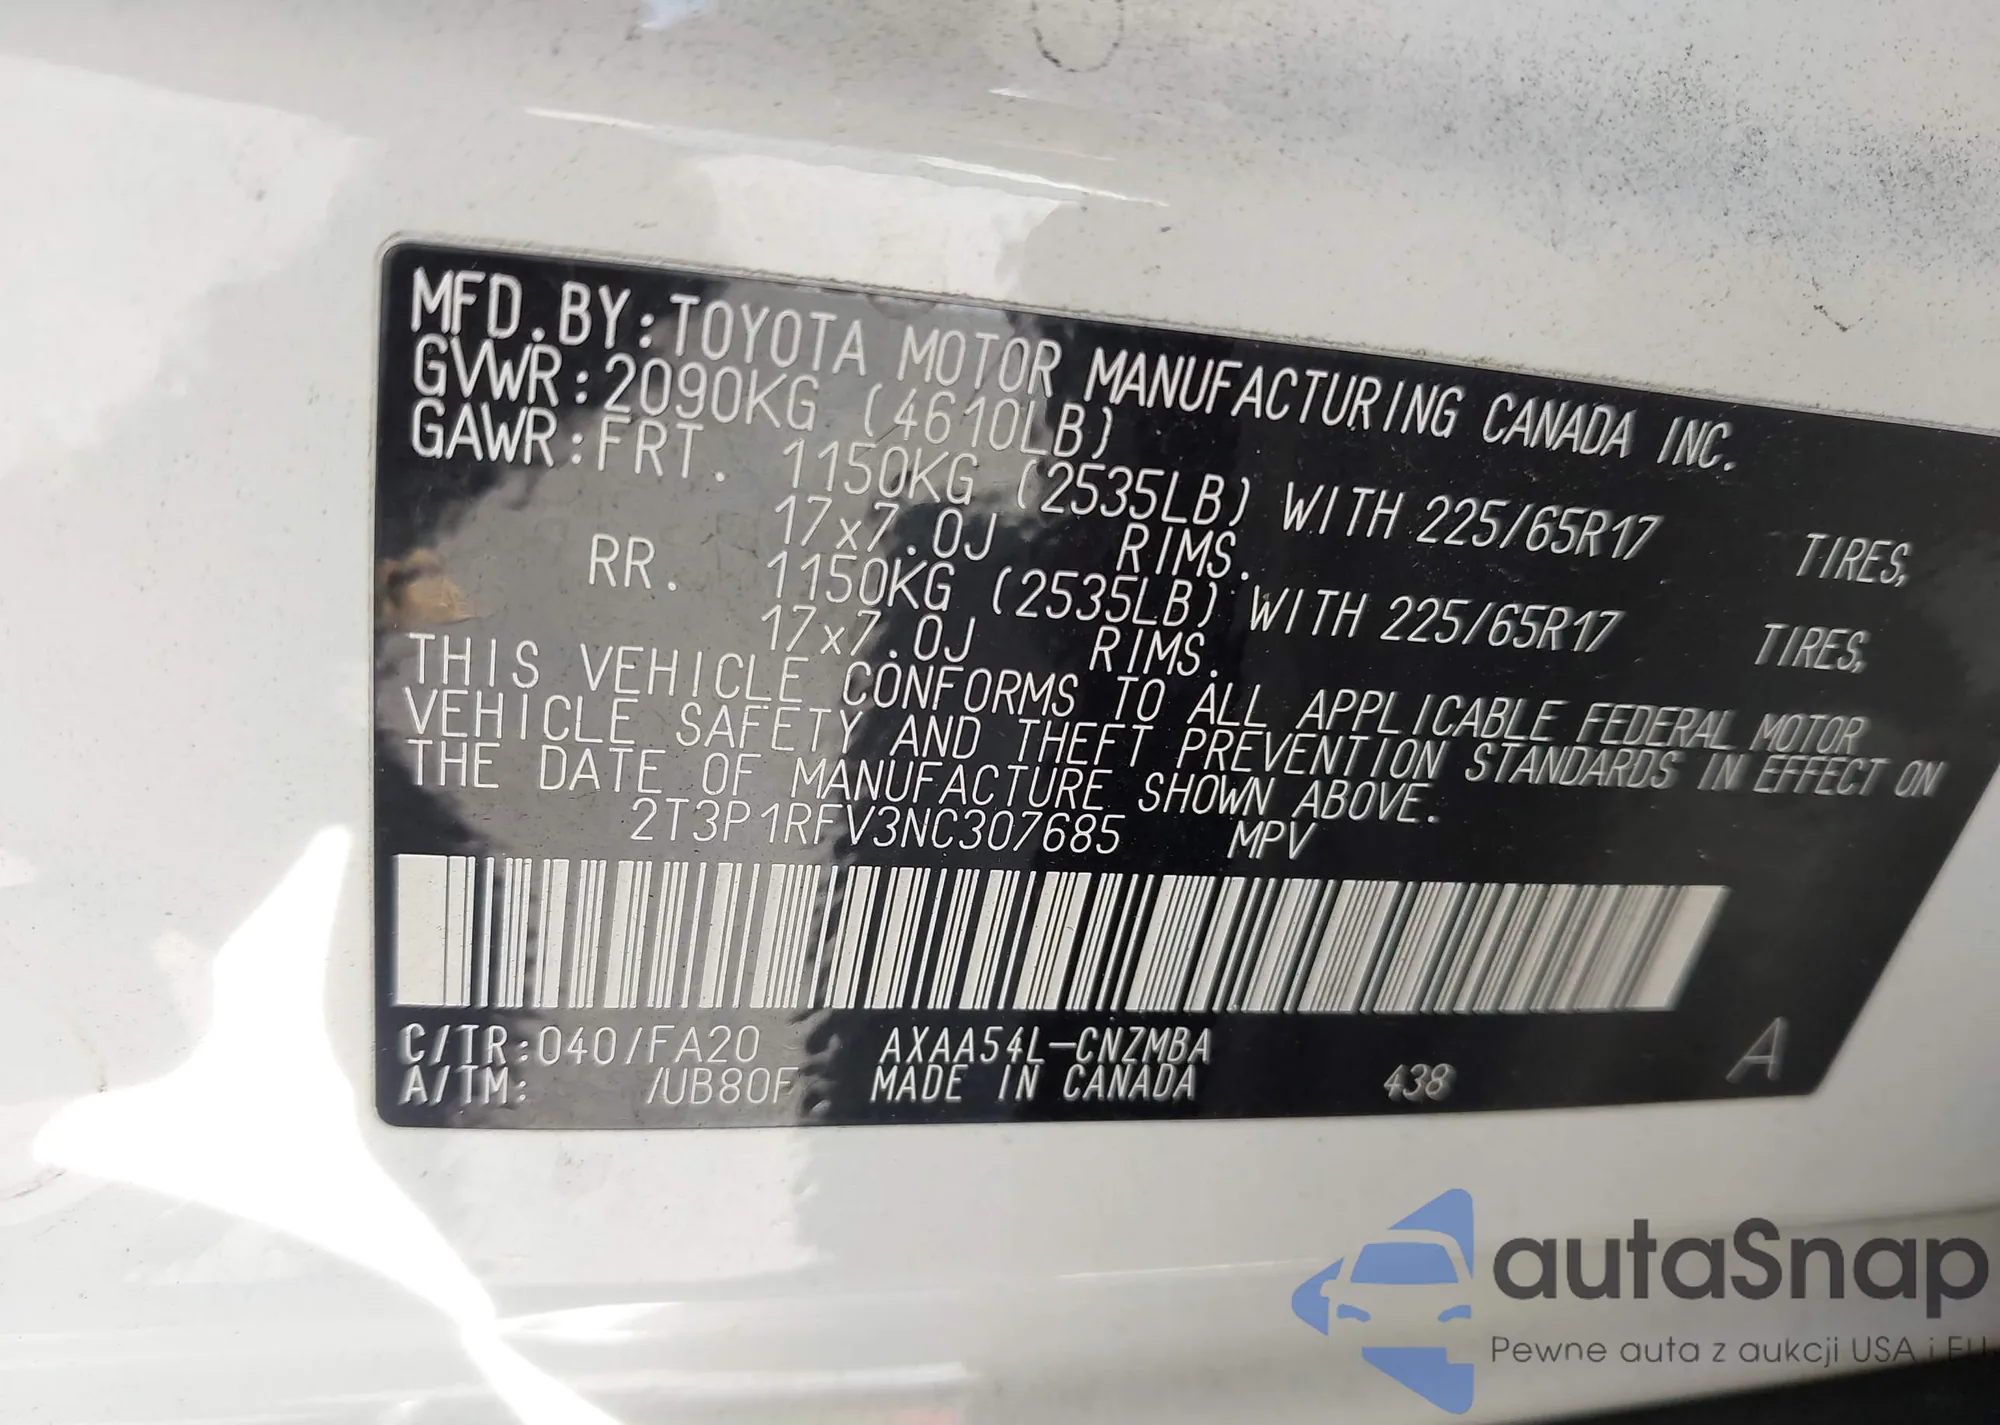 MFD.BY:TOYOTA MOTOR MANUFACTURING CANADA INC.
GVWR:2090KG (4610LB)
GAWR:FRT. 1150KG (2535LB) WITH 225/65R17 TIRES,
17x7.0J RIMS.
RR. 1150KG (2535LB) WITH 225/65R17 TIRES,
17x7.0J RIMS.
THIS VEHICLE CONFORMS TO ALL APPLICABLE FEDERAL MOTOR
VEHICLE SAFETY AND THEFT PREVENTION STANDARDS IN EFFECT ON
THE DATE OF MANUFACTURE SHOWN ABOVE.
2T3P1RFV3NC307685 MPV
C/TR:040/FA20 AXAA54L-CNZMBA
A/TM: /UB80F MADE IN CANADA 438 A
autaSnap
Pewne auta z aukcji USA i EU